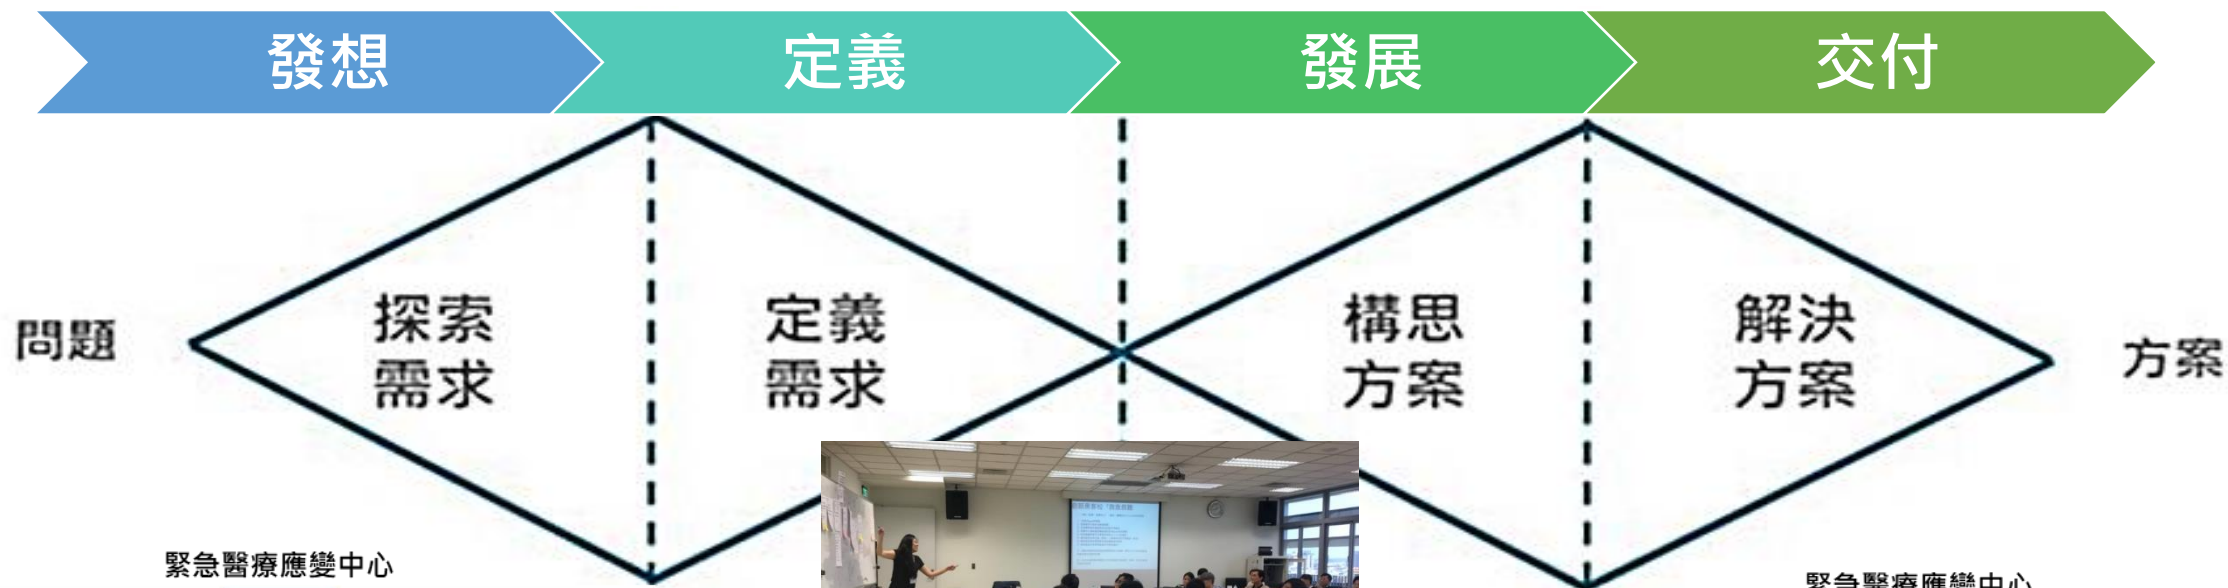 發想
定義
發展
交付
問題
探索
需求
定義
需求
構思
方案
解決
方案
方案
緊急醫療應變中心
緊急醫療應變中心